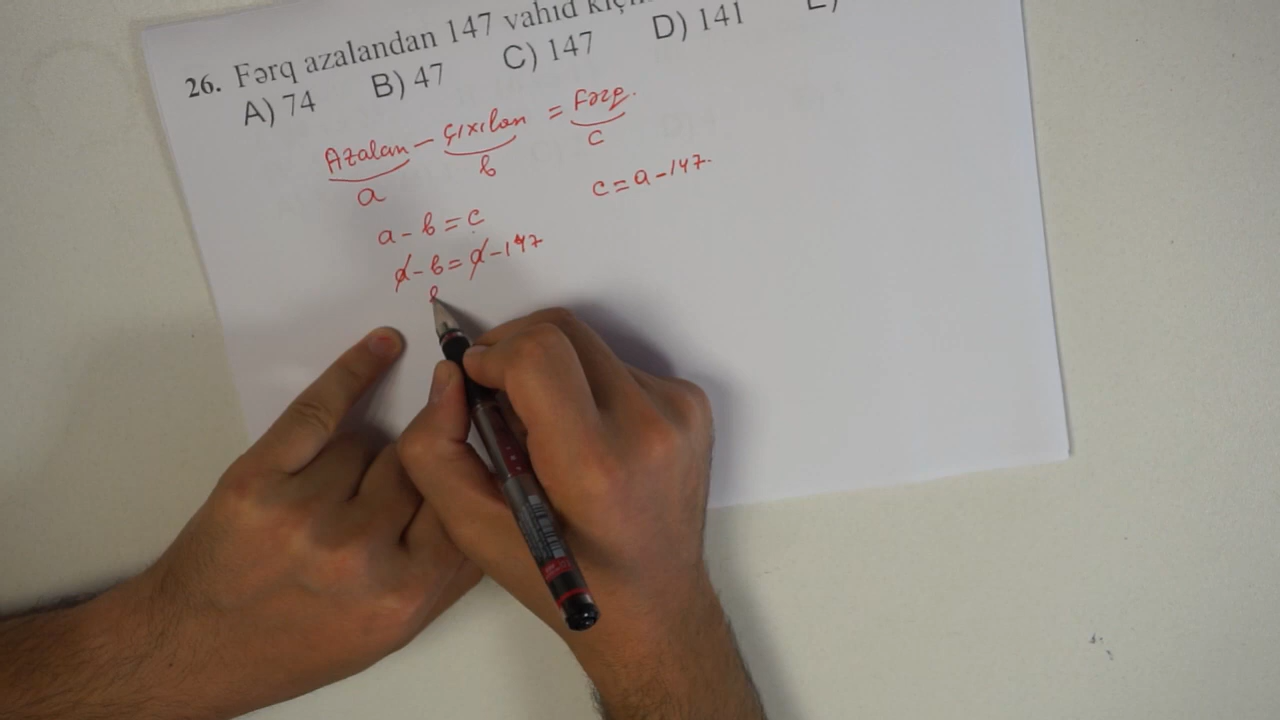 26. Fərq azalandan 147 vahid
A) 74 B) 47 C) 147 D) 141
Azalan - Çıxılan = Fərq.
a b c
c = a - 147.
a - b = c
a - b = a - 147
b